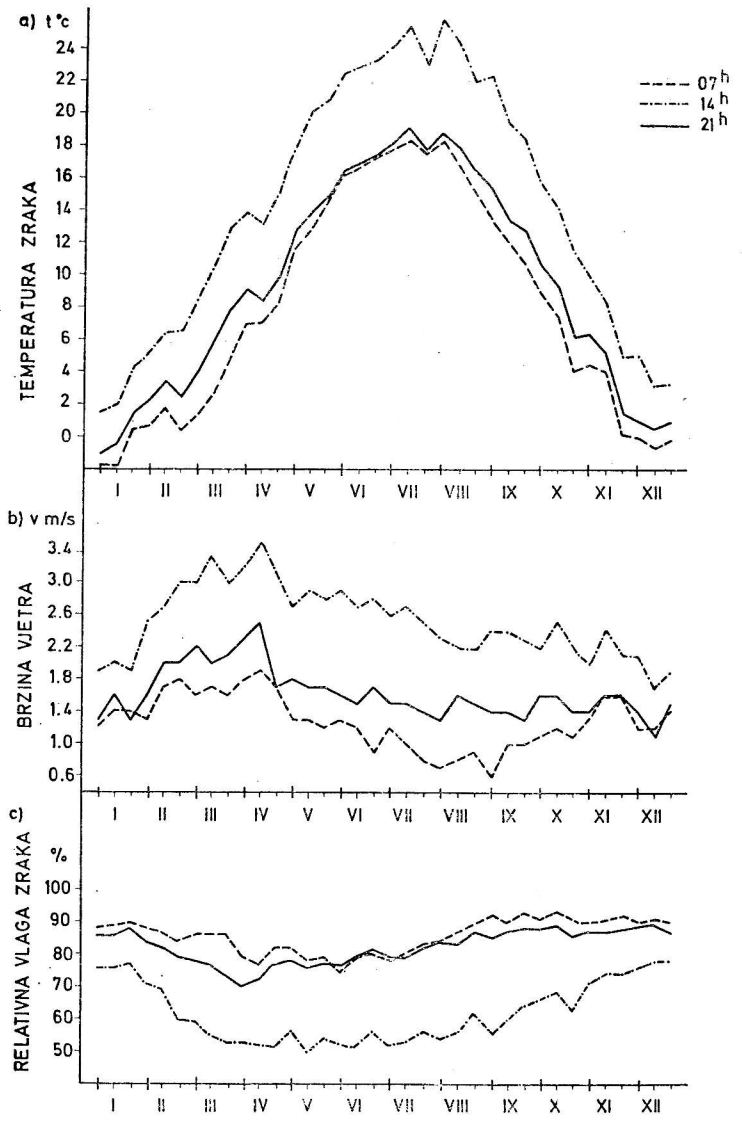 a) t°c
24
22
20
18
16
14
12
10
8
6
4
2
0
TEMPERATURA ZRAKA
07h
14h
21h
I II III IV V VI VII VIII IX X XI XII
b) v m/s
3.4
3.0
2.6
2.2
1.8
1.4
1.0
0.6
BRZINA VJETRA
I II III IV V VI VII VIII IX X XI XII
c)
%
100
90
80
70
60
50
RELATIVNA VLAGA ZRAKA
I II III IV V VI VII VIII IX X XI XII